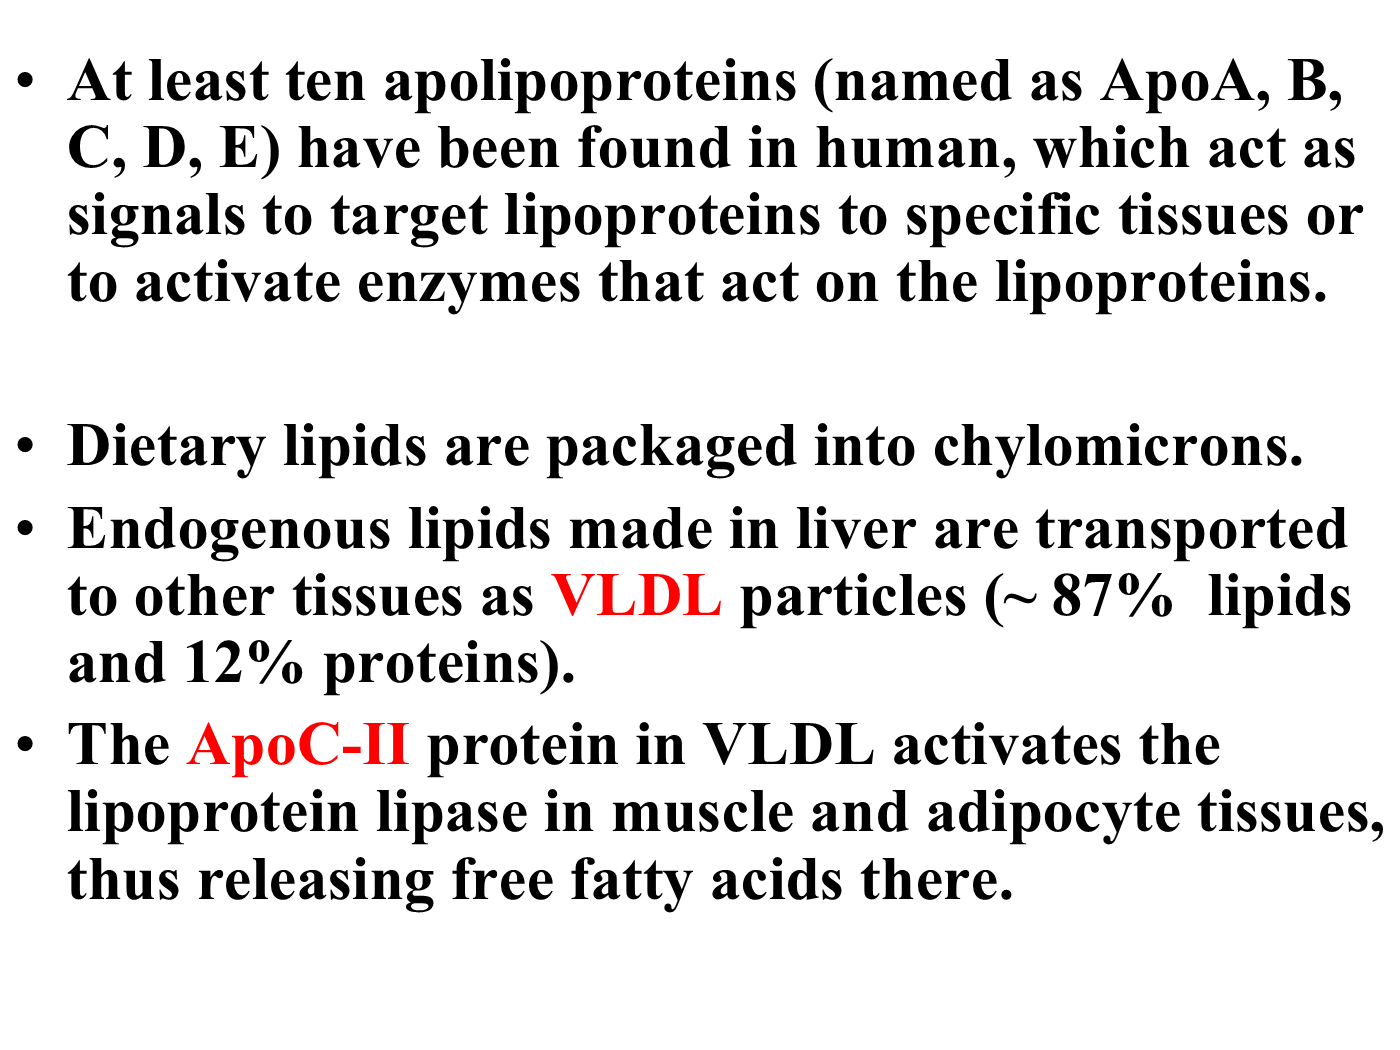 • At least ten apolipoproteins (named as ApoA, B,
C, D, E) have been found in human, which act as
signals to target lipoproteins to specific tissues or
to activate enzymes that act on the lipoproteins.
• Dietary lipids are packaged into chylomicrons.
• Endogenous lipids made in liver are transported
to other tissues as VLDL particles (~ 87%  lipids
and 12% proteins).
• The ApoC-II protein in VLDL activates the
lipoprotein lipase in muscle and adipocyte tissues,
thus releasing free fatty acids there.